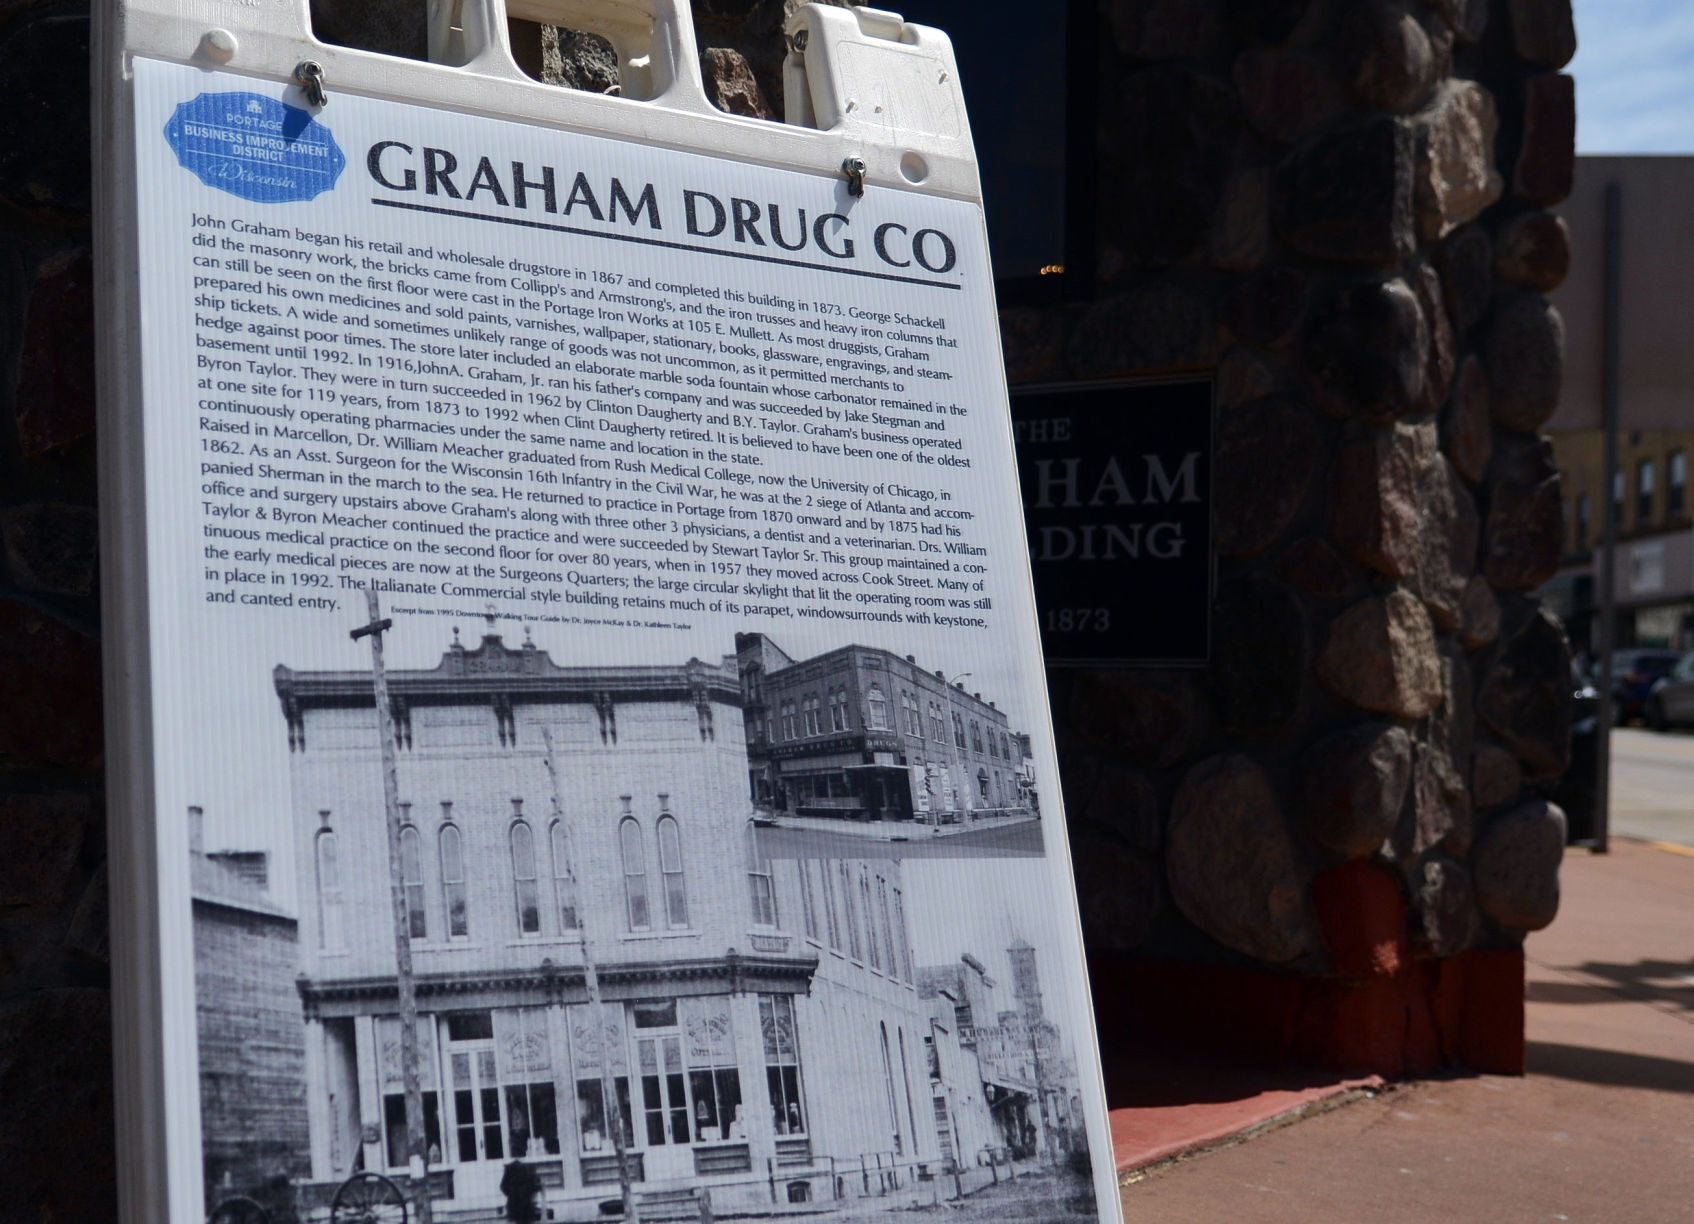 PORTAGE
BUSINESS IMPROVEMENT
DISTRICT
Wisconsin
GRAHAM DRUG CO
John Graham began his retail and wholesale drugstore in 1867 and completed this building in 1873. George Schackell
did the masonry work, the bricks came from Collipp's and Armstrong's, and the iron trusses and heavy iron columns that
can still be seen on the first floor were cast in the Portage Iron Works at 105 E. Mullett. As most druggists, Graham
prepared his own medicines and sold paints, varnishes, wallpaper, stationary, books, glassware, engravings, and steam-
ship tickets. A wide and sometimes unlikely range of goods was not uncommon, as it permitted merchants to
hedge against poor times. The store later included an elaborate marble soda fountain whose carbonator remained in the
basement until 1992. In 1916,JohnA. Graham, Jr. ran his father's company and was succeeded by Jake Stegman and
Byron Taylor. They were in turn succeeded in 1962 by Clinton Daugherty and B.Y. Taylor. Graham's business operated
at one site for 119 years, from 1873 to 1992 when Clint Daugherty retired. It is believed to have been one of the oldest
continuously operating pharmacies under the same name and location in the state.
Raised in Marcellon, Dr. William Meacher graduated from Rush Medical College, now the University of Chicago, in
1862. As an Asst. Surgeon for the Wisconsin 16th Infantry in the Civil War, he was at the 2 siege of Atlanta and accom-
panied Sherman in the march to the sea. He returned to practice in Portage from 1870 onward and by 1875 had his
office and surgery upstairs above Graham's along with three other 3 physicians, a dentist and a veterinarian. Drs. William
Taylor & Byron Meacher continued the practice and were succeeded by Stewart Taylor Sr. This group maintained a con-
tinuous medical practice on the second floor for over 80 years, when in 1957 they moved across Cook Street. Many of
the early medical pieces are now at the Surgeons Quarters; the large circular skylight that lit the operating room was still
in place in 1992. The Italianate Commercial style building retains much of its parapet, windowsurrounds with keystone,
and canted entry.
Excerpt from 1995 Downtown Walking Tour Guide by Dr. Joyce McKay & Dr. Kathleen Taylor
GRAHAM
GRAHAM DRUG CO
DRUGS
THE
HAM
DING
1873